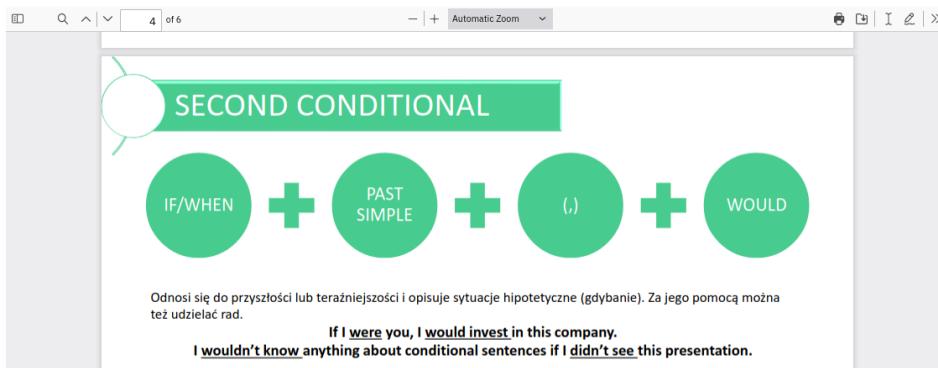 4 of 6 Automatic Zoom
SECOND CONDITIONAL
IF/WHEN
PAST
SIMPLE
(,)
WOULD
Odnosi się do przyszłości lub teraźniejszości i opisuje sytuacje hipotetyczne (gdybanie). Za jego pomocą można
też udzielać rad.
If I were you, I would invest in this company.
I wouldn't know anything about conditional sentences if I didn't see this presentation.